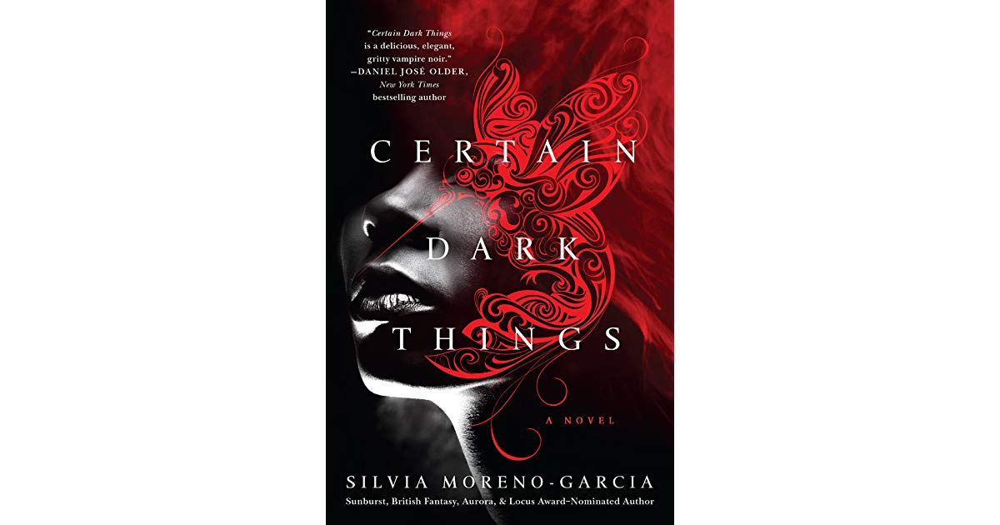 “Certain Dark Things
is a delicious, elegant,
gritty vampire noir.”
—DANIEL JOSÉ OLDER,
New York Times
bestselling author
CERTAIN
DARK
THINGS
A NOVEL
SILVIA MORENO-GARCIA
Sunburst, British Fantasy, Aurora, & Locus Award–Nominated Author